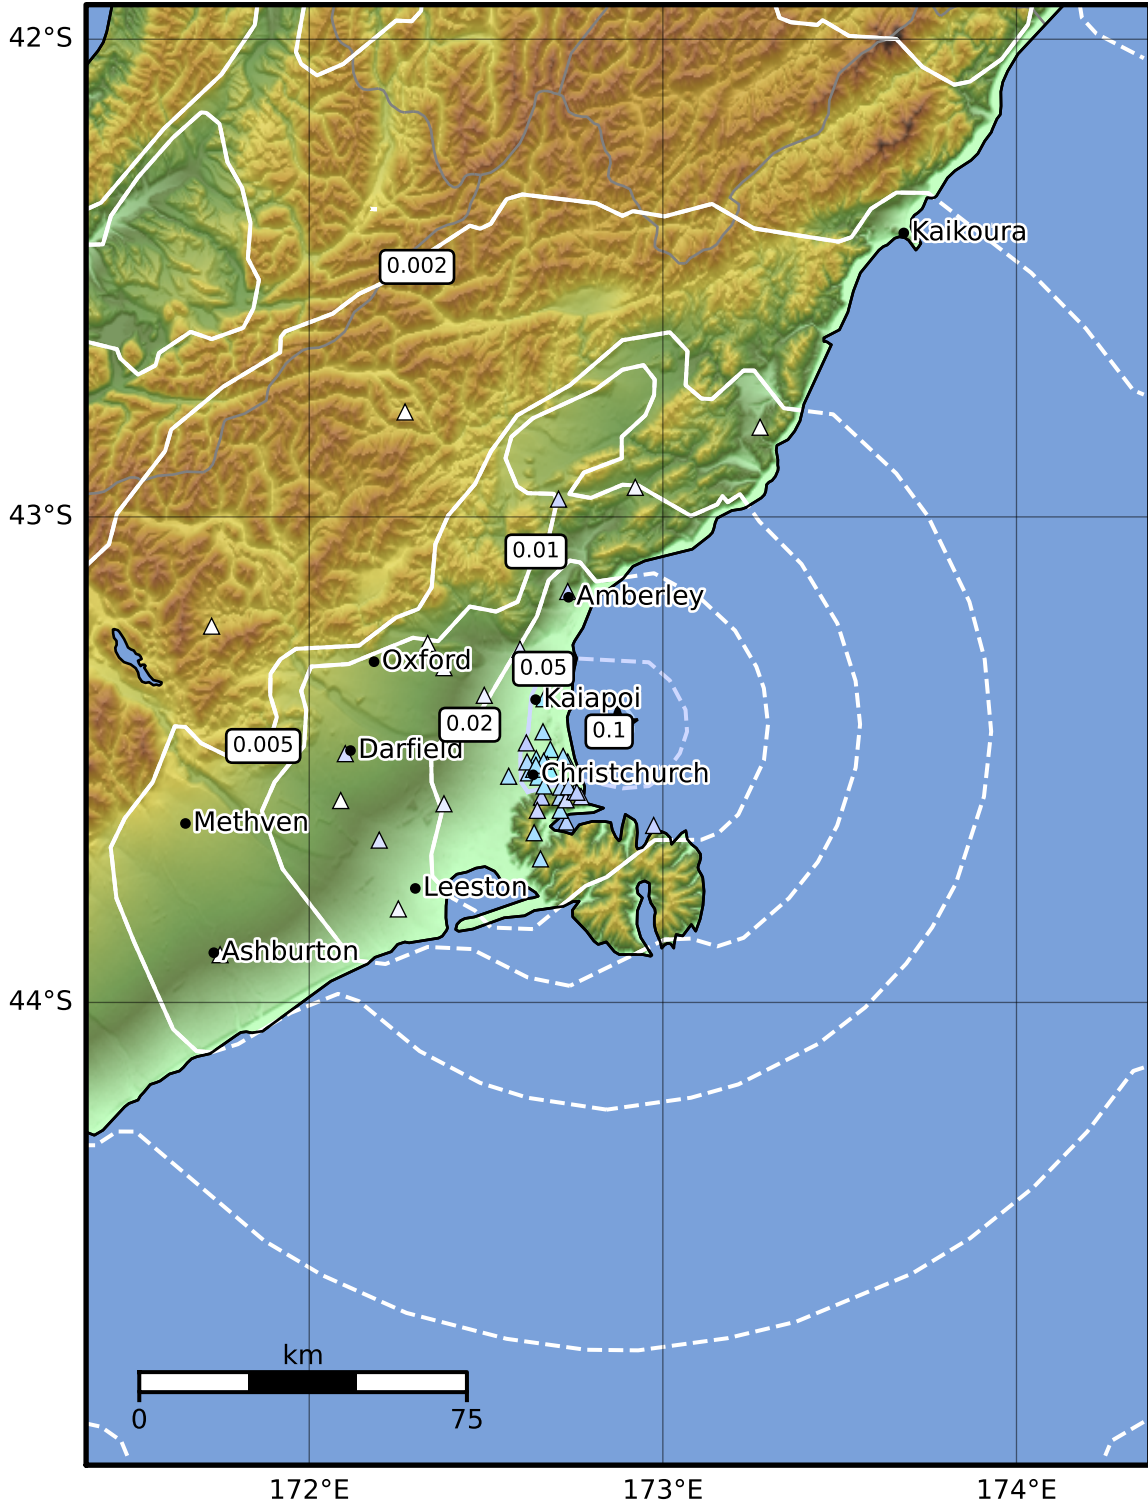 42°S
Kaikoura
0.002
43°S
0.01
Amberley
Oxford
0.05
Kaiapoi
0.02
0.1
0.005
Darfield
Christchurch
Methven
Leeston
Ashburton
44°S
km
0
75
172°E
173°E
174°E